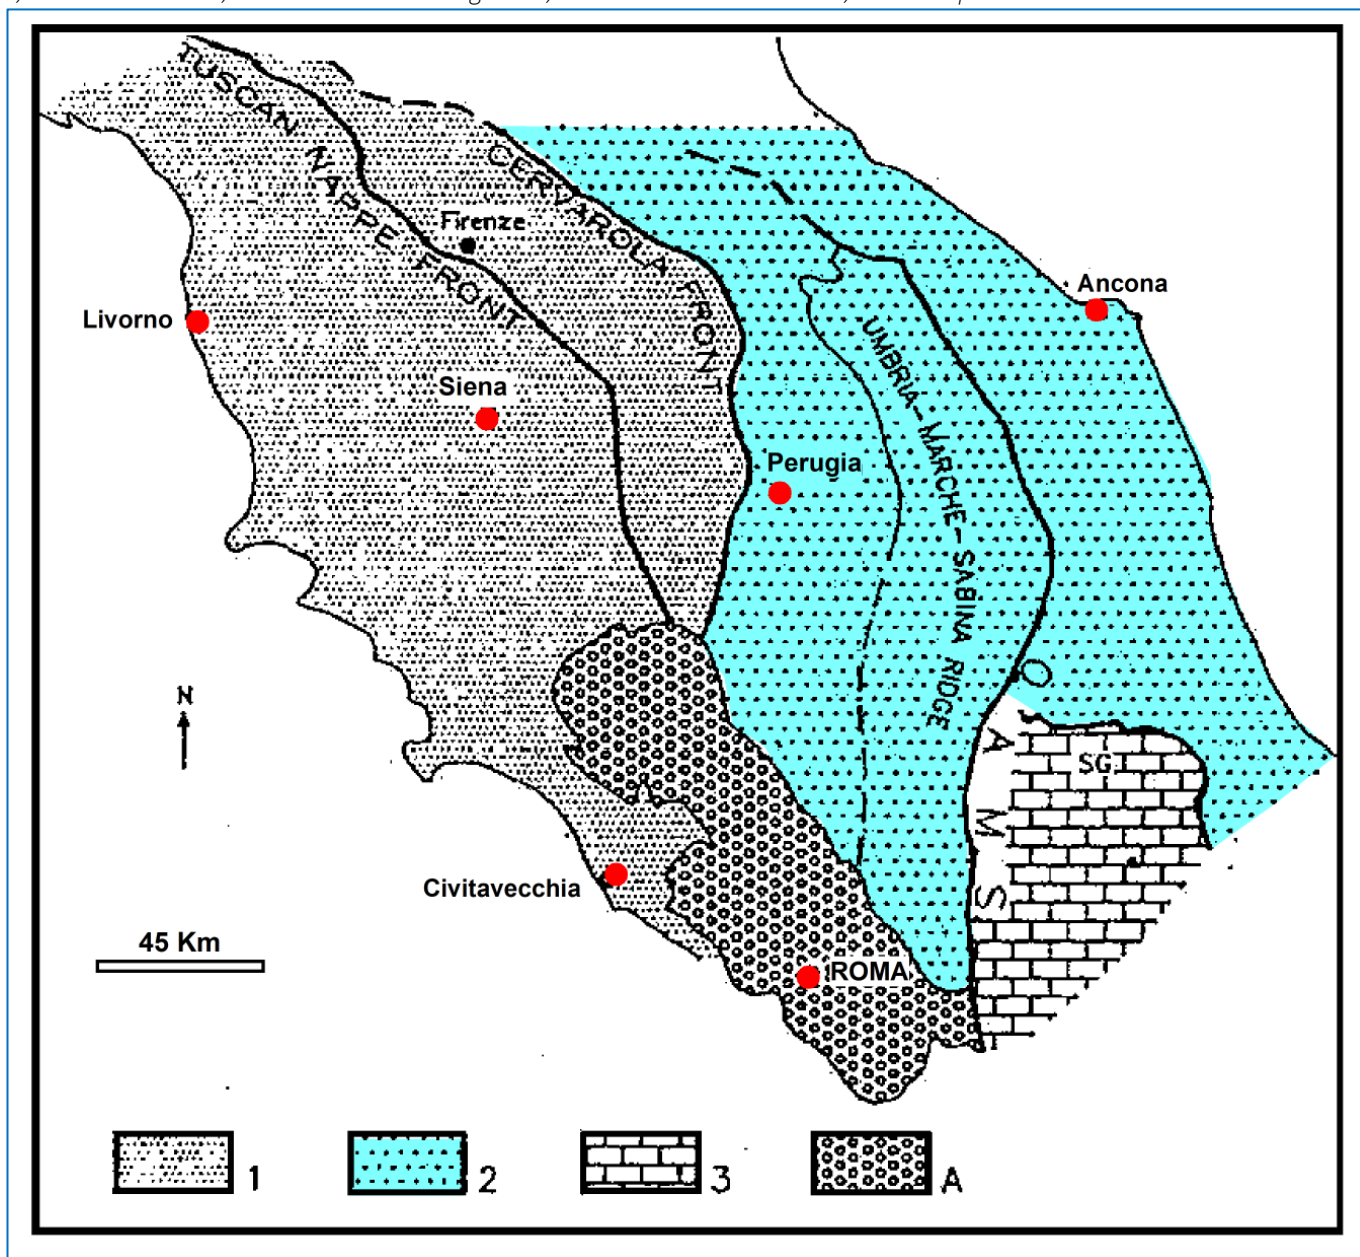 TUSCAN NAPPE FRONT
CERVAROLA FRONT
Firenze
Livorno
Ancona
Siena
UMBRIA-MARCHE-SABINA RIDGE
Perugia
N
O A M S
SG
Civitavecchia
45 Km
ROMA
1
2
3
A